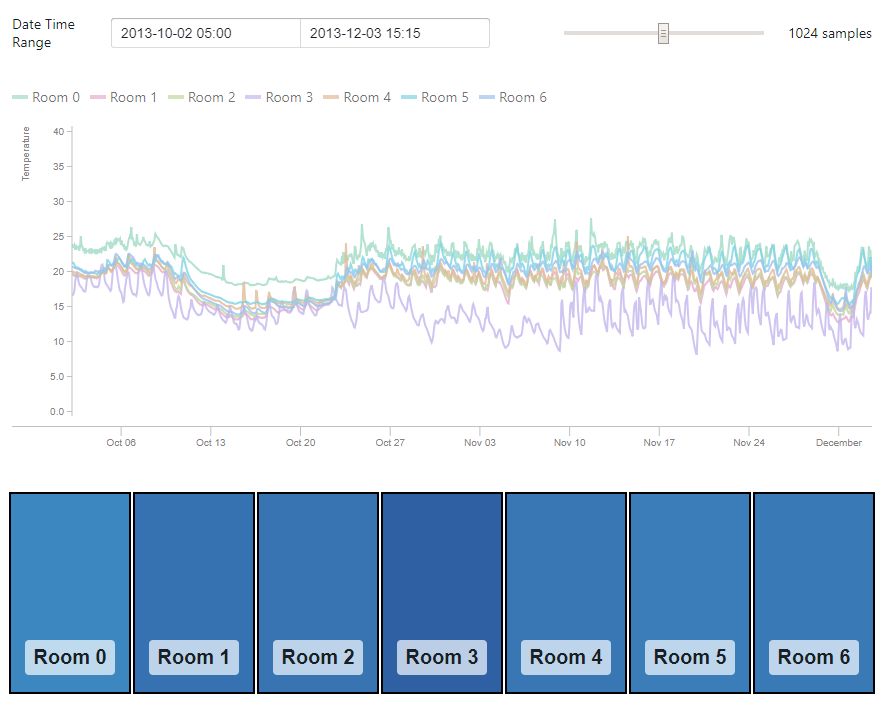 Date Time
Range
2013-10-02 05:00
2013-12-03 15:15
1024 samples
Room 0 Room 1 Room 2 Room 3 Room 4 Room 5 Room 6
Temperature
40
35
30
25
20
15
10
5.0
0.0
Oct 06 Oct 13 Oct 20 Oct 27 Nov 03 Nov 10 Nov 17 Nov 24 December
Room 0 Room 1 Room 2 Room 3 Room 4 Room 5 Room 6